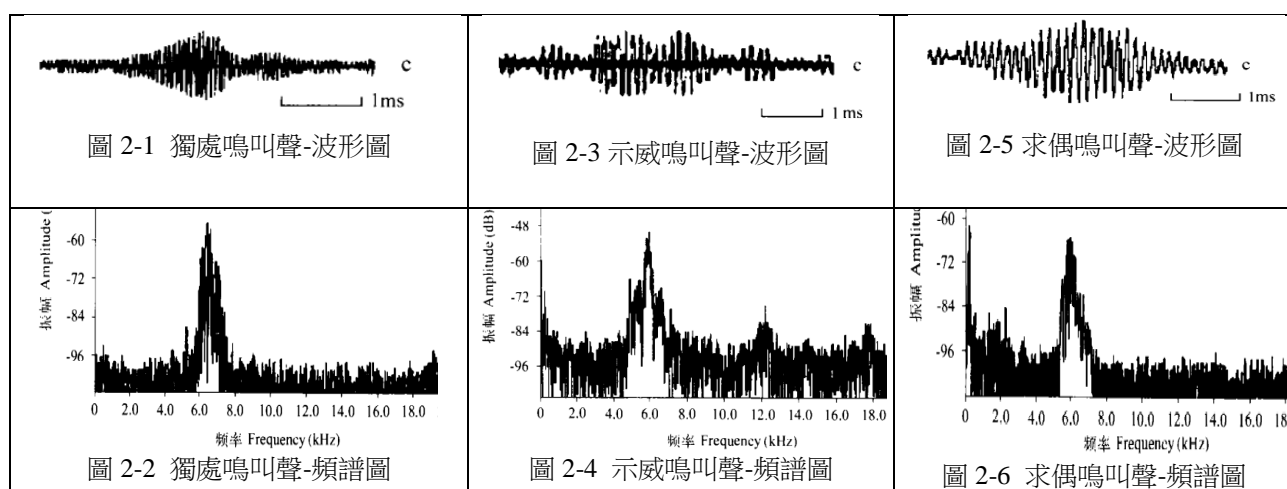 c
1ms
圖 2-1 獨處鳴叫聲-波形圖
c
1 ms
圖 2-3 示威鳴叫聲-波形圖
c
1ms
圖 2-5 求偶鳴叫聲-波形圖
振幅 Amplitude (
-60
-72
-84
-96
0 2.0 4.0 6.0 8.0 10.0 12.0 14.0 16.0 18.0
频率 Frequency (kHz)
圖 2-2 獨處鳴叫聲-頻譜圖
振幅 Amplitude (dB)
-48
-60
-72
-84
-96
0 2.0 4.0 6.0 8.0 10.0 12.0 14.0 16.0 18.0
频率 Frequency (kHz)
圖 2-4 示威鳴叫聲-頻譜圖
振幅 Amplitu
-60
-72
-84
-96
0 2.0 4.0 6.0 8.0 10.0 12.0 14.0 16.0 18
频率 Frequency (kHz)
圖 2-6 求偶鳴叫聲-頻譜圖